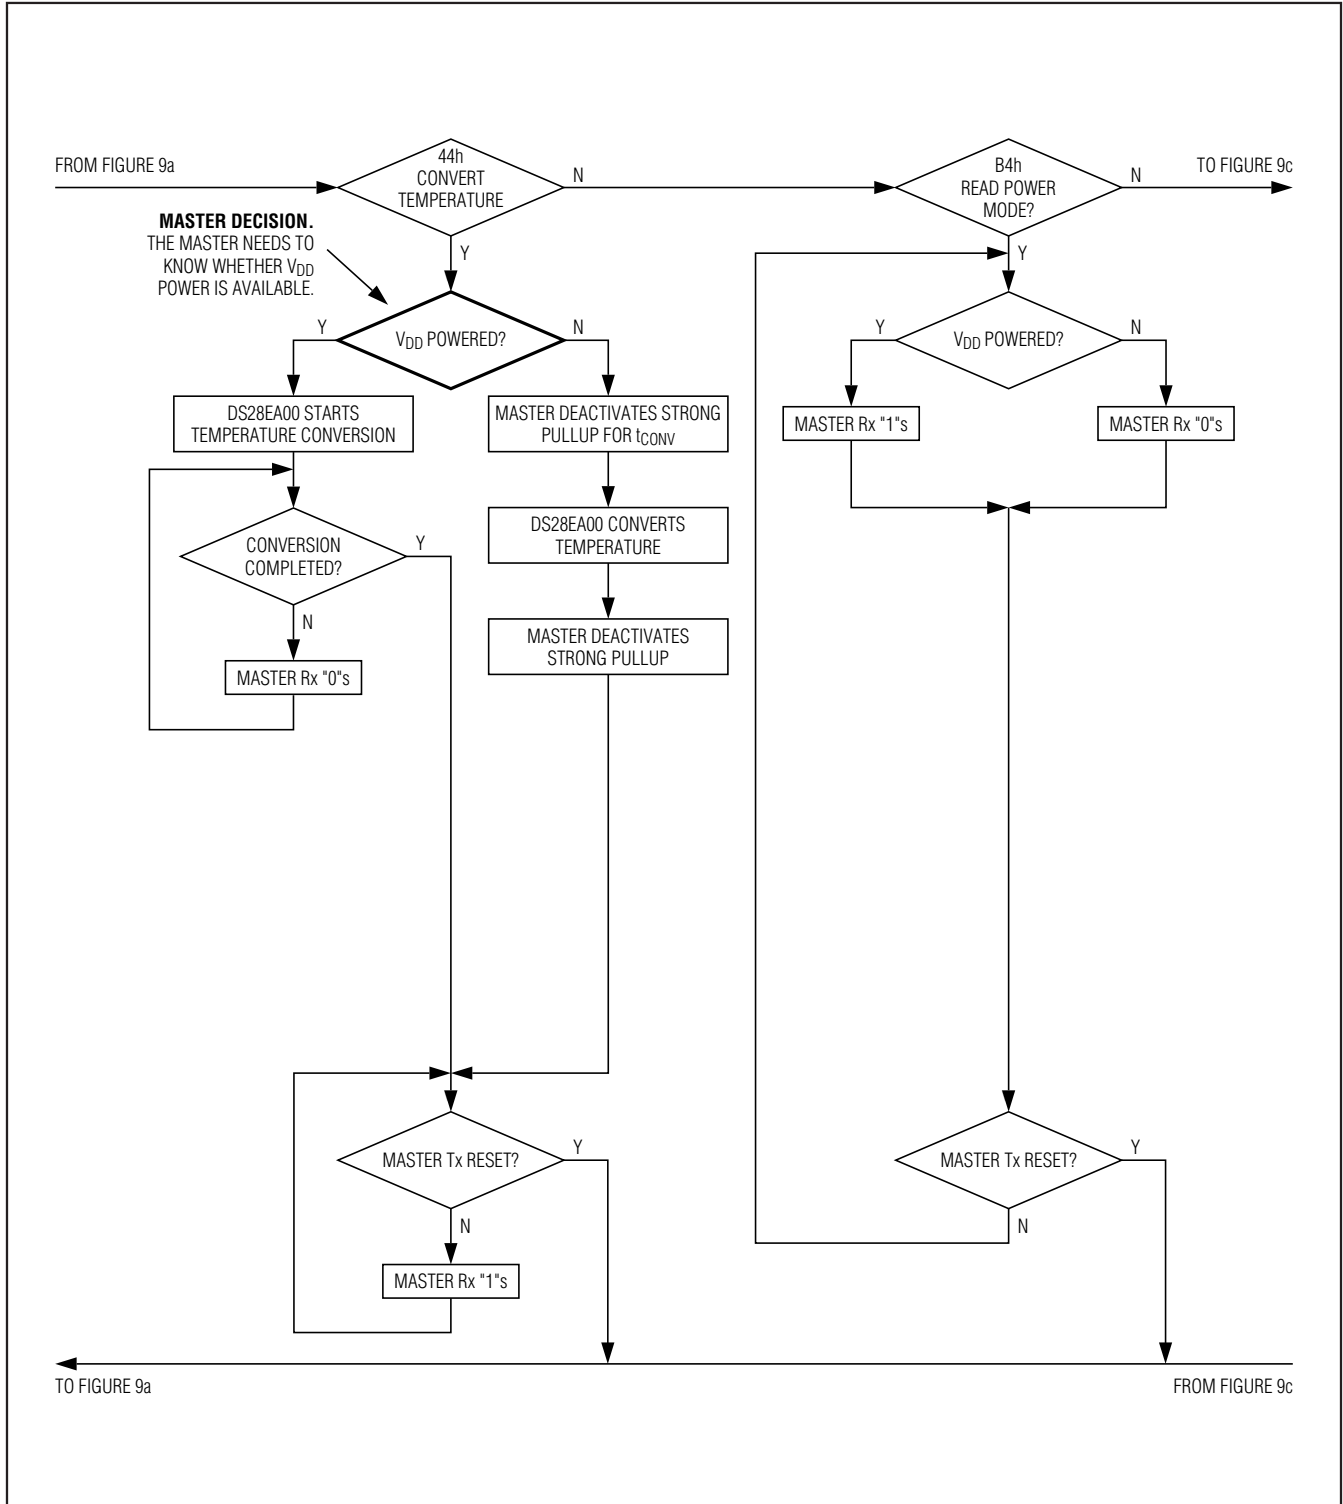 FROM FIGURE 9a
44h
CONVERT
TEMPERATURE
N
B4h
READ POWER
MODE?
N
TO FIGURE 9c
MASTER DECISION.
THE MASTER NEEDS TO
KNOW WHETHER VDD
POWER IS AVAILABLE.
Y
Y
Y
VDD POWERED?
N
Y
VDD POWERED?
N
DS28EA00 STARTS
TEMPERATURE CONVERSION
MASTER DEACTIVATES STRONG
PULLUP FOR tCONV
MASTER Rx "1"s
MASTER Rx "0"s
CONVERSION
COMPLETED?
Y
DS28EA00 CONVERTS
TEMPERATURE
N
MASTER DEACTIVATES
STRONG PULLUP
MASTER Rx "0"s
MASTER Tx RESET?
Y
MASTER Tx RESET?
Y
N
N
MASTER Rx "1"s
TO FIGURE 9a
FROM FIGURE 9c